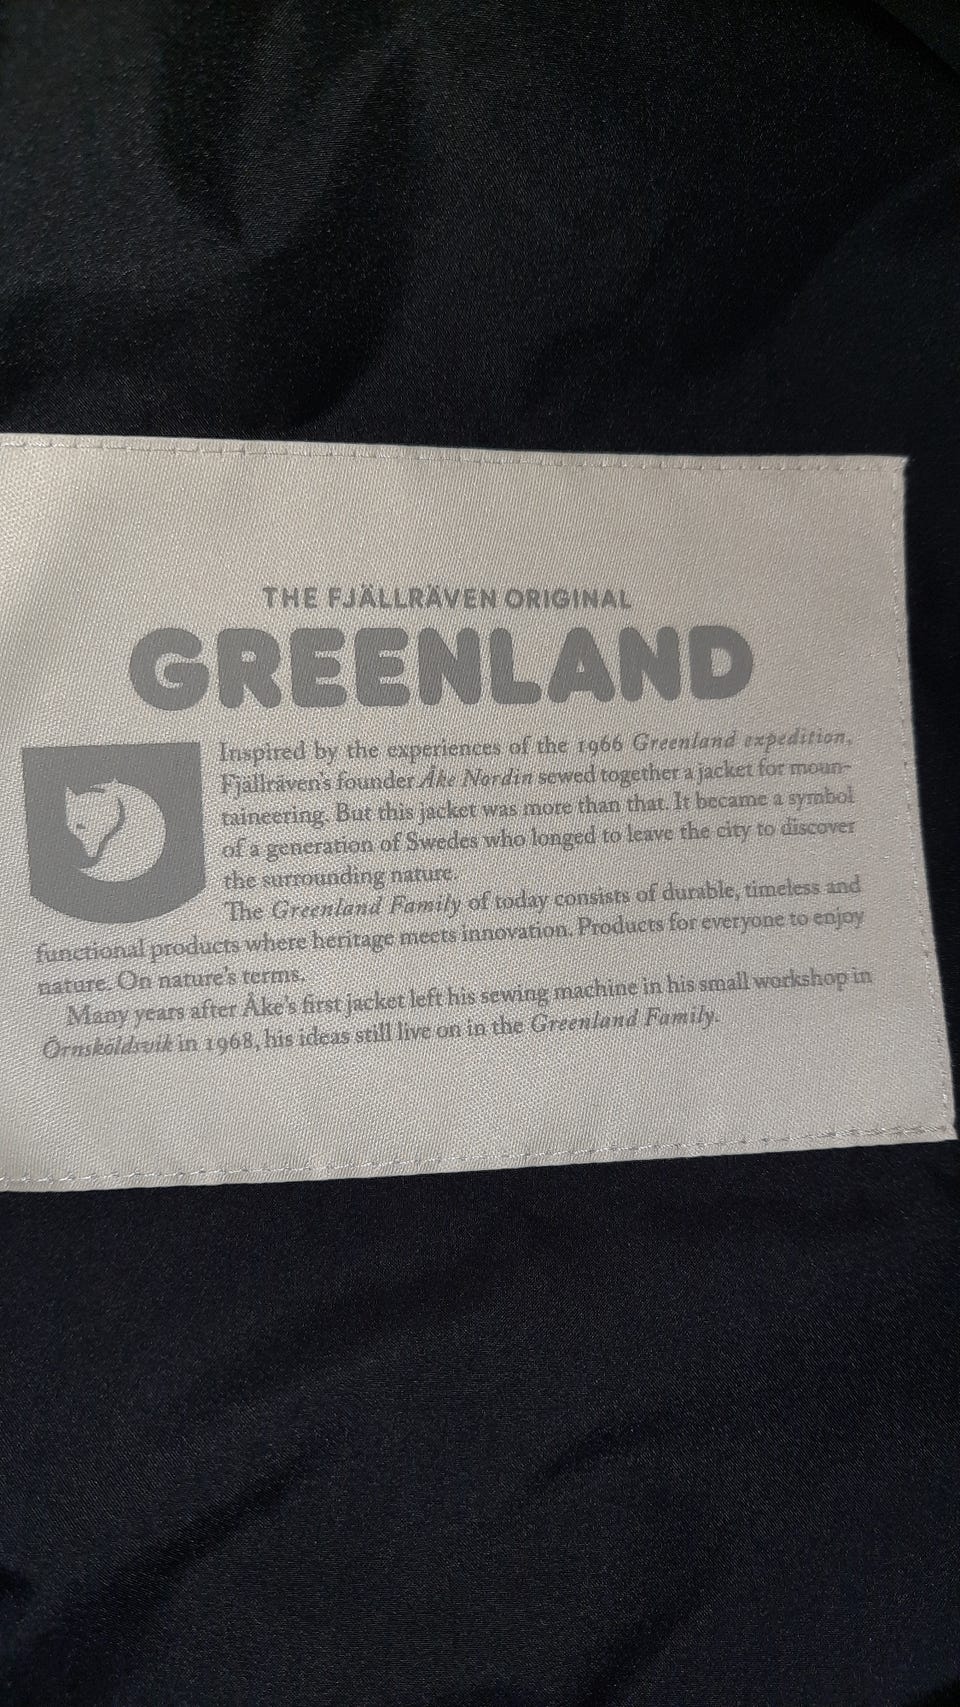 THE FJÄLLRÄVEN ORIGINAL
GREENLAND
Inspired by the experiences of the 1966 Greenland expedition,
Fjällräven's founder Åke Nordin sewed together a jacket for moun-
taineering. But this jacket was more than that. It became a symbol
of a generation of Swedes who longed to leave the city to discover
the surrounding nature.
The Greenland Family of today consists of durable, timeless and
functional products where heritage meets innovation. Products for everyone to enjoy
nature. On nature's terms.
Many years after Åke's first jacket left his sewing machine in his small workshop in
Örnsköldsvik in 1968, his ideas still live on in the Greenland Family.